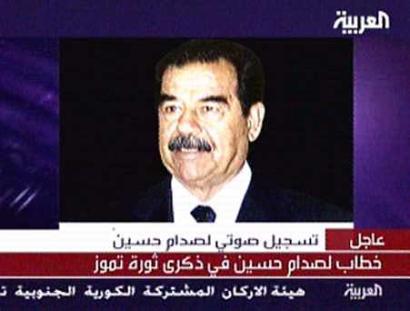 العربية
عاجل تسجيل صوتي لصدام حسين
خطاب لصدام حسين في ذكرى ثورة تموز
العربية هيئة الاركان المشتركة الكورية الجنوبية